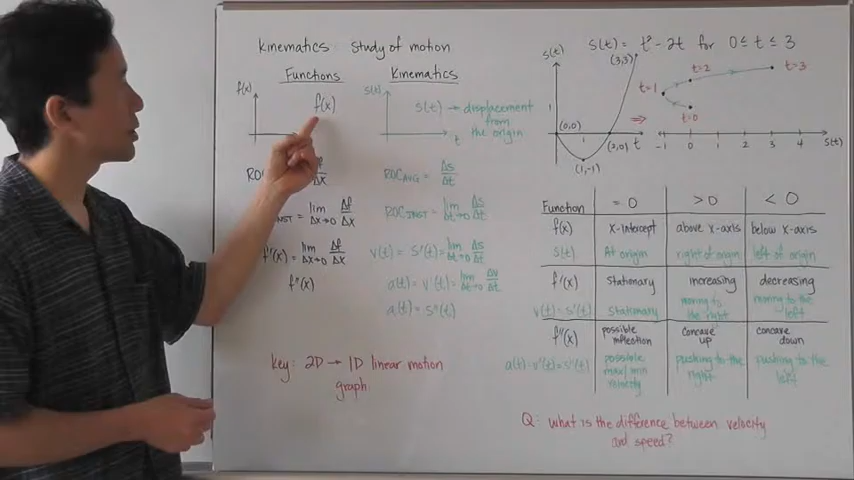 Kinematics: Study of motion
Functions
f(x)
f(x)
Δx
lim Δf
Δx→0 Δx
f'(x) = lim Δf
Δx→0 Δx
f''(x)
Kinematics
s(t)
t
s(t) → displacement
from
the origin
ROC AVG = Δs
Δt
ROC INST = lim Δs
Δt→0 Δt
v(t) = s'(t) = lim Δs
Δt→0 Δt
a(t) = v'(t) = lim Δv
Δt→0 Δt
a(t) = s''(t)
key: 2D → 1D linear motion
graph
s(t) = t² - 2t for 0 ≤ t ≤ 3
s(t)
(3,3)
1
(0,0)
(2,0) t
(1,-1)
⇒
t=1
t=2
t=3
t=0
-1 0 1 2 3 4 s(t)
Function = 0 > 0 < 0
f(x) x-intercept above x-axis below x-axis
s(t) At origin right of origin left of origin
f'(x) Stationary increasing decreasing
v(t) = s'(t) Stationary moving to the right moving to the left
f''(x) possible inflection concave up concave down
a(t) = v'(t) = s''(t) possible max/min velocity pushing to the right pushing to the left
Q: what is the difference between velocity
and speed?